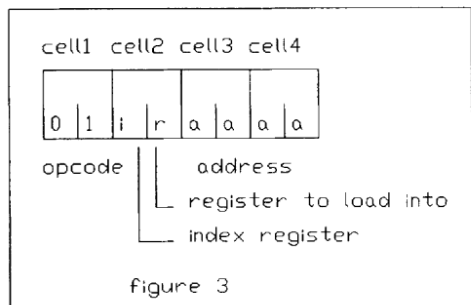 cell1 cell2 cell3 cell4
0 1 i r a a a a
opcode address
register to load into
index register
figure 3